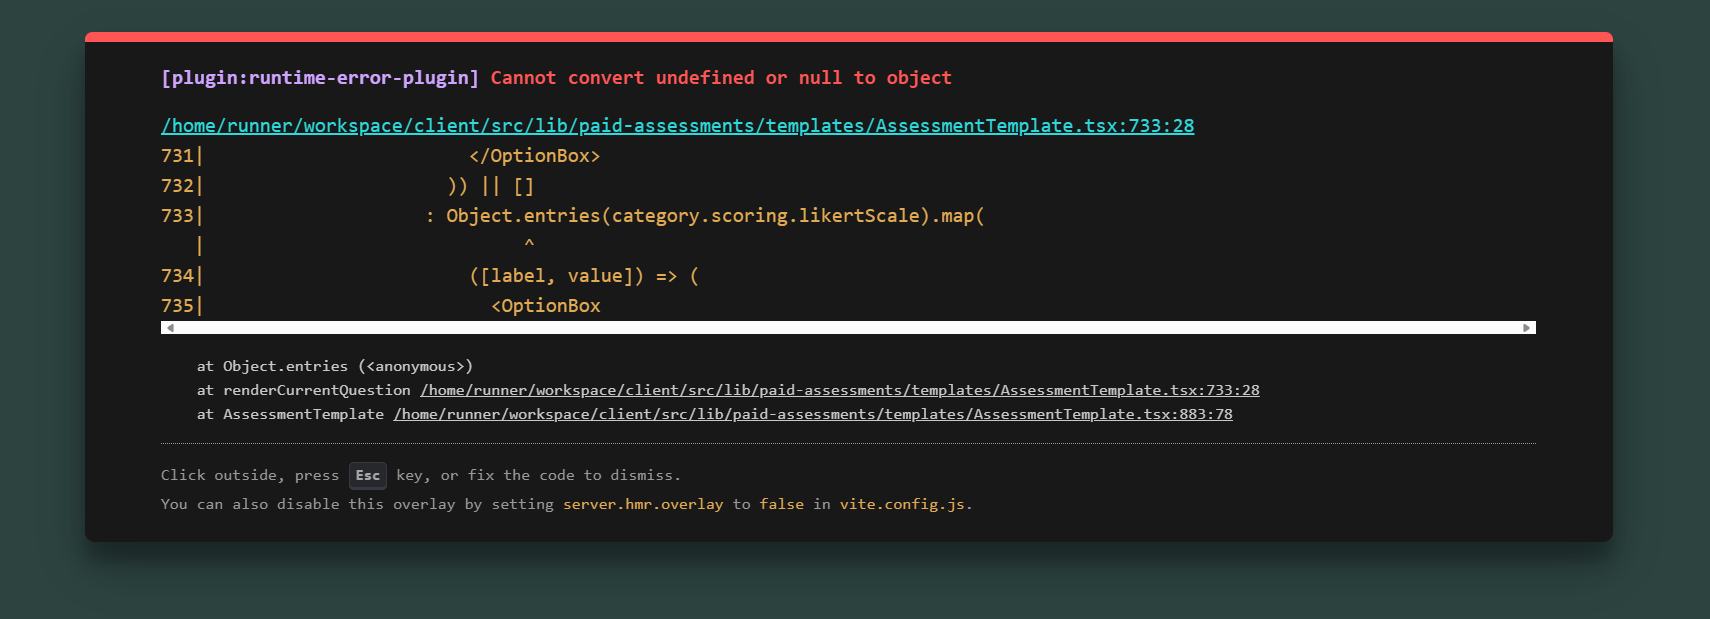 [plugin:runtime-error-plugin] Cannot convert undefined or null to object
/home/runner/workspace/client/src/lib/paid-assessments/templates/AssessmentTemplate.tsx:733:28
731|                        </OptionBox>
732|                      )) || []
733|                    : Object.entries(category.scoring.likertScale).map(
   |                             ^
734|                        ([label, value]) => (
735|                          <OptionBox
at Object.entries (<anonymous>)
at renderCurrentQuestion /home/runner/workspace/client/src/lib/paid-assessments/templates/AssessmentTemplate.tsx:733:28
at AssessmentTemplate /home/runner/workspace/client/src/lib/paid-assessments/templates/AssessmentTemplate.tsx:883:78
Click outside, press Esc key, or fix the code to dismiss.
You can also disable this overlay by setting server.hmr.overlay to false in vite.config.js.